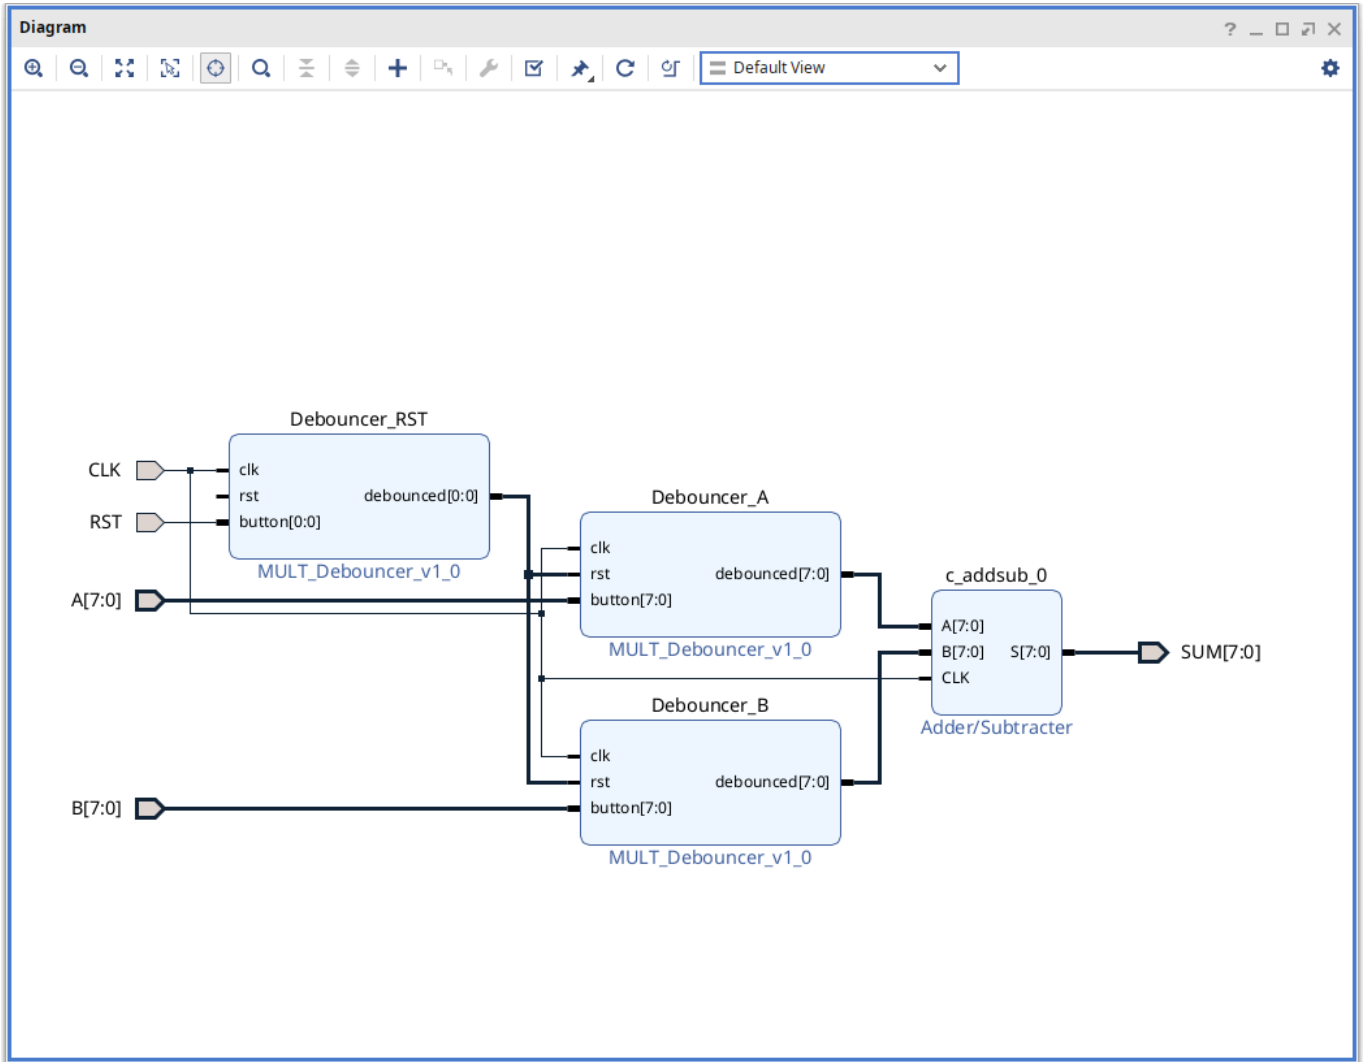 Diagram
Default View
Debouncer_RST
CLK
clk
rst
debounced[0:0]
RST
button[0:0]
MULT_Debouncer_v1_0
Debouncer_A
clk
rst
debounced[7:0]
A[7:0]
button[7:0]
MULT_Debouncer_v1_0
c_addsub_0
A[7:0]
B[7:0]
S[7:0]
SUM[7:0]
CLK
Adder/Subtracter
Debouncer_B
clk
rst
debounced[7:0]
B[7:0]
button[7:0]
MULT_Debouncer_v1_0